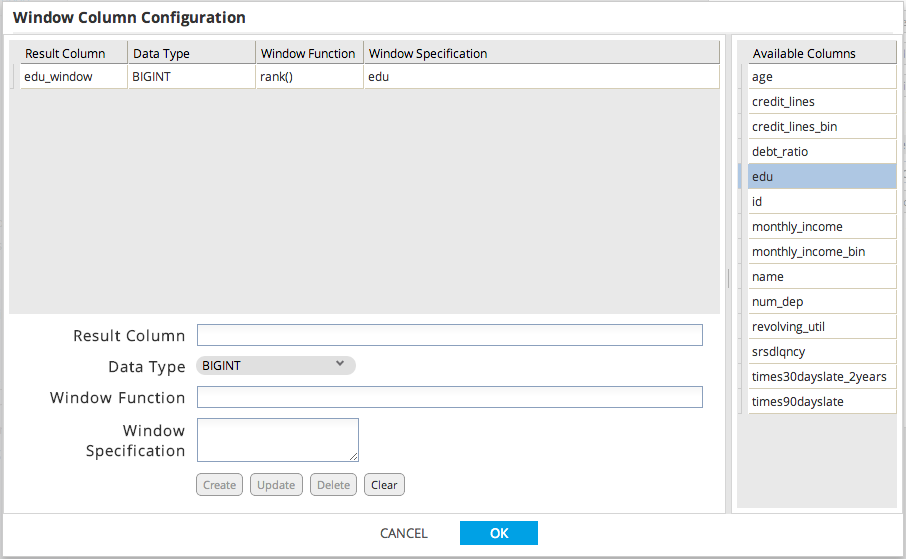 Window Column Configuration
Result Column Data Type Window Function Window Specification
edu_window BIGINT rank() edu
Available Columns
age
credit_lines
credit_lines_bin
debt_ratio
edu
id
monthly_income
monthly_income_bin
name
num_dep
revolving_util
srsdlqncy
times30dayslate_2years
times90dayslate
Result Column
Data Type BIGINT
Window Function
Window
Specification
Create Update Delete Clear
CANCEL OK